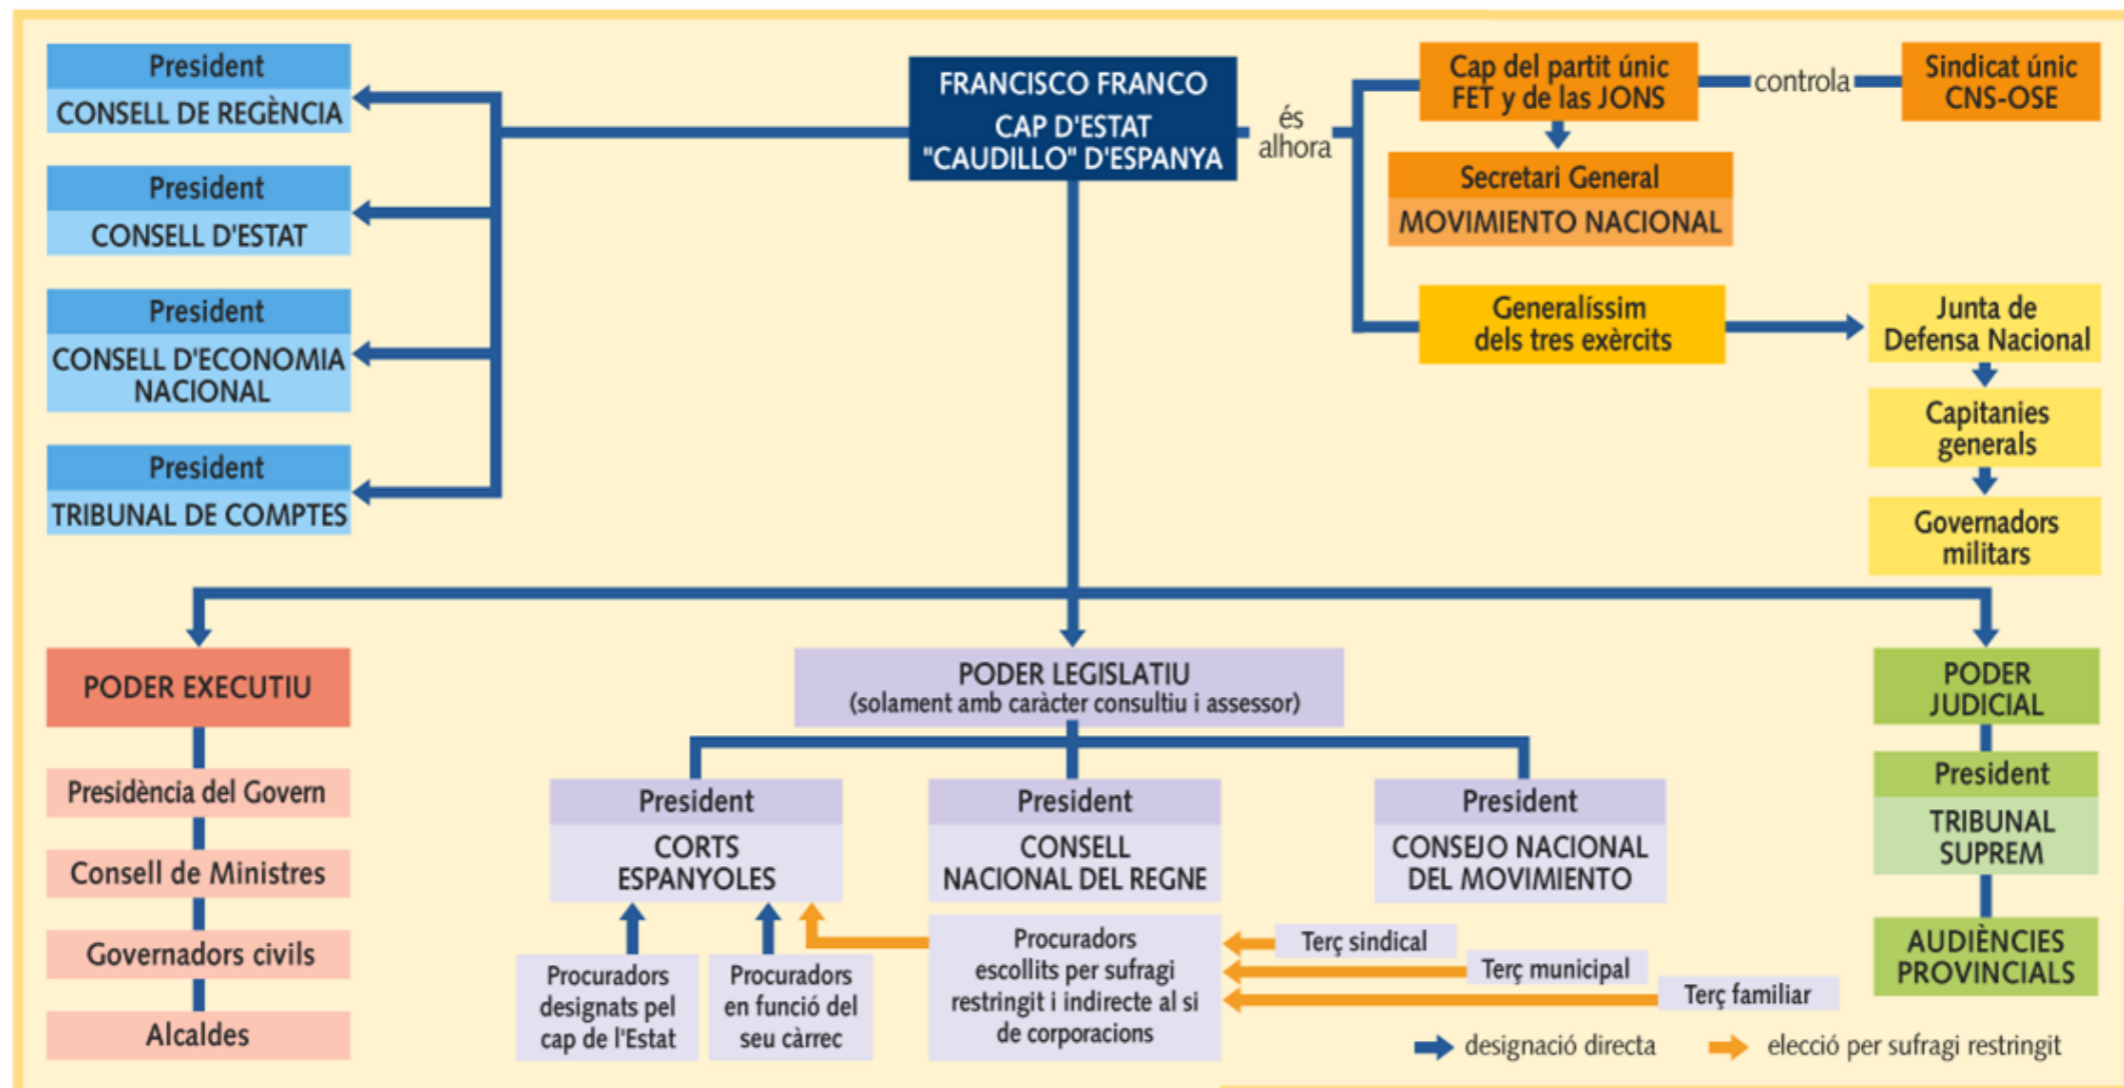 President
CONSELL DE REGÈNCIA
President
CONSELL D'ESTAT
President
CONSELL D'ECONOMIA
NACIONAL
President
TRIBUNAL DE COMPTES
FRANCISCO FRANCO
CAP D'ESTAT
"CAUDILLO" D'ESPANYA
és
alhora
Cap del partit únic
FET y de las JONS
controla
Sindicat únic
CNS-OSE
Secretari General
MOVIMIENTO NACIONAL
Generalíssim
dels tres exèrcits
Junta de
Defensa Nacional
Capitanies
generals
Governadors
militars
PODER EXECUTIU
Presidència del Govern
Consell de Ministres
Governadors civils
Alcaldes
PODER LEGISLATIU
(solament amb caràcter consultiu i assessor)
President
CORTS
ESPANYOLES
President
CONSELL
NACIONAL DEL REGNE
President
CONSEJO NACIONAL
DEL MOVIMIENTO
Procuradors
designats pel
cap de l'Estat
Procuradors
en funció del
seu càrrec
Procuradors
escollits per sufragi
restringit i indirecte al si
de corporacions
Terç sindical
Terç municipal
Terç familiar
PODER
JUDICIAL
President
TRIBUNAL
SUPREM
AUDIÈNCIES
PROVINCIALS
designació directa
elecció per sufragi restringit